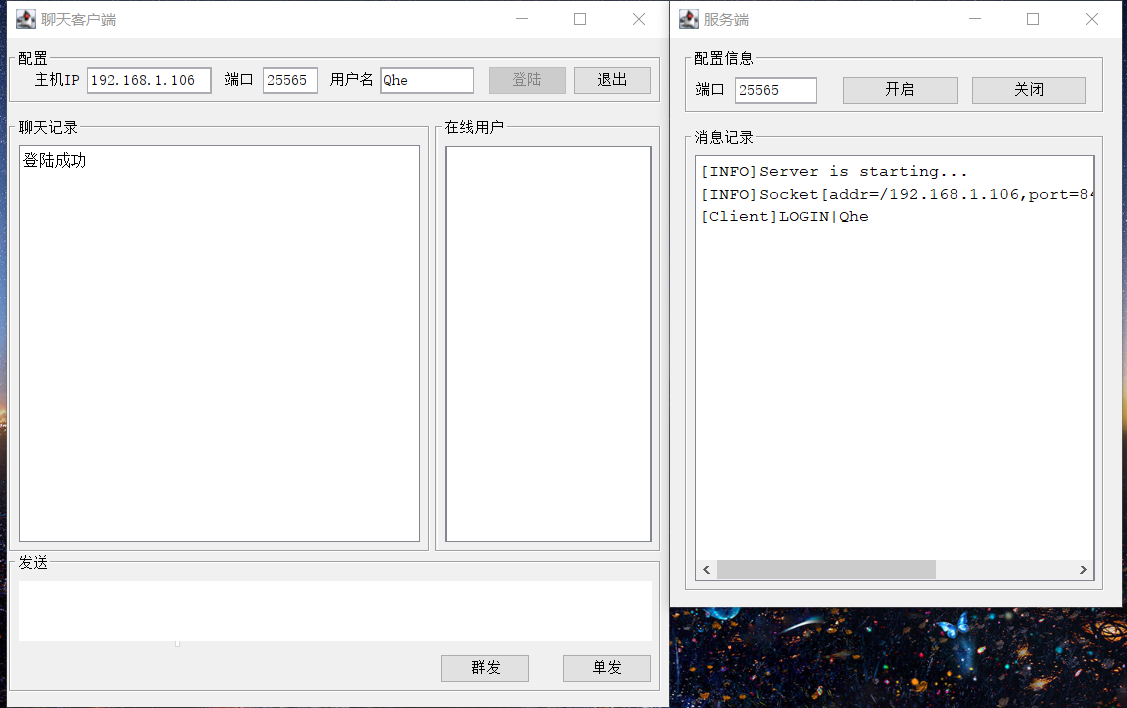 聊天客户端
配置
主机IP 192.168.1.106 端口 25565 用户名 Qhe 登陆 退出
聊天记录
登陆成功
在线用户
发送
群发 单发
服务端
配置信息
端口 25565 开启 关闭
消息记录
[INFO]Server is starting...
[INFO]Socket[addr=/192.168.1.106,port=84
[Client]LOGIN|Qhe